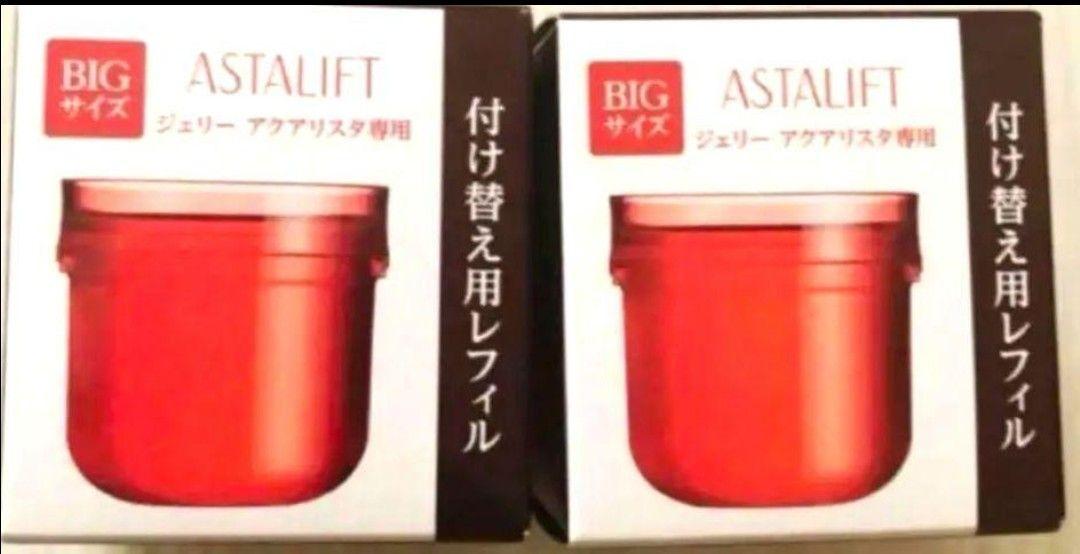 BIG
サイズ
ASTALIFT
ジェリー アクアリスタ専用
付け替え用レフィル
BIG
サイズ
ASTALIFT
ジェリー アクアリスタ専用
付け替え用レフィル